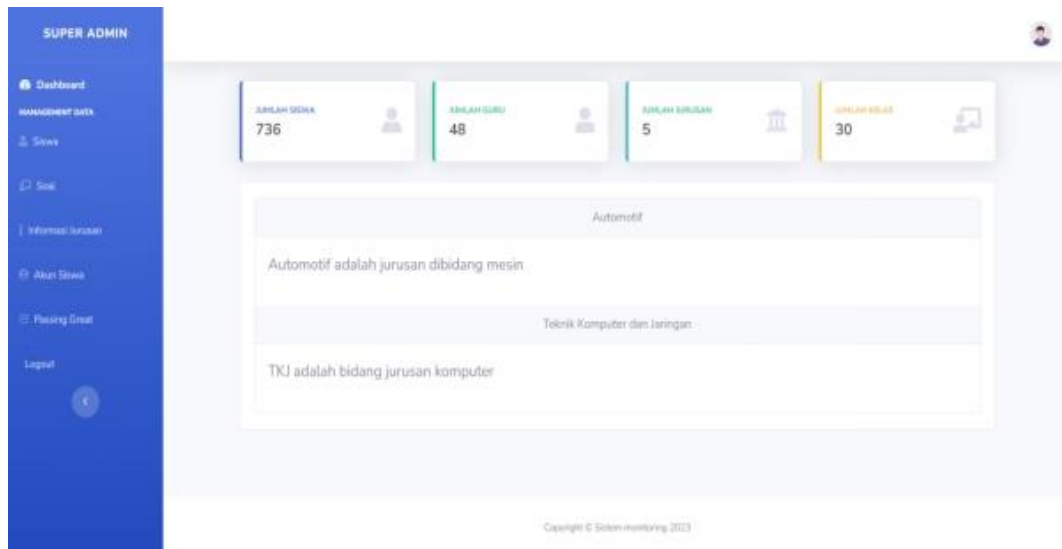 SUPER ADMIN
Dashboard
MANAGEMENT DATA
Siswa
Soal
Informasi Jurusan
Akun Siswa
Passing Great
Logout
JUMLAH SISWA
736
JUMLAH GURU
48
JUMLAH JURUSAN
5
JUMLAH KELAS
30
Automotif
Automotif adalah jurusan dibidang mesin
Teknik Komputer dan Jaringan
TKJ adalah bidang jurusan komputer
Copyright © Sistem monitoring 2023